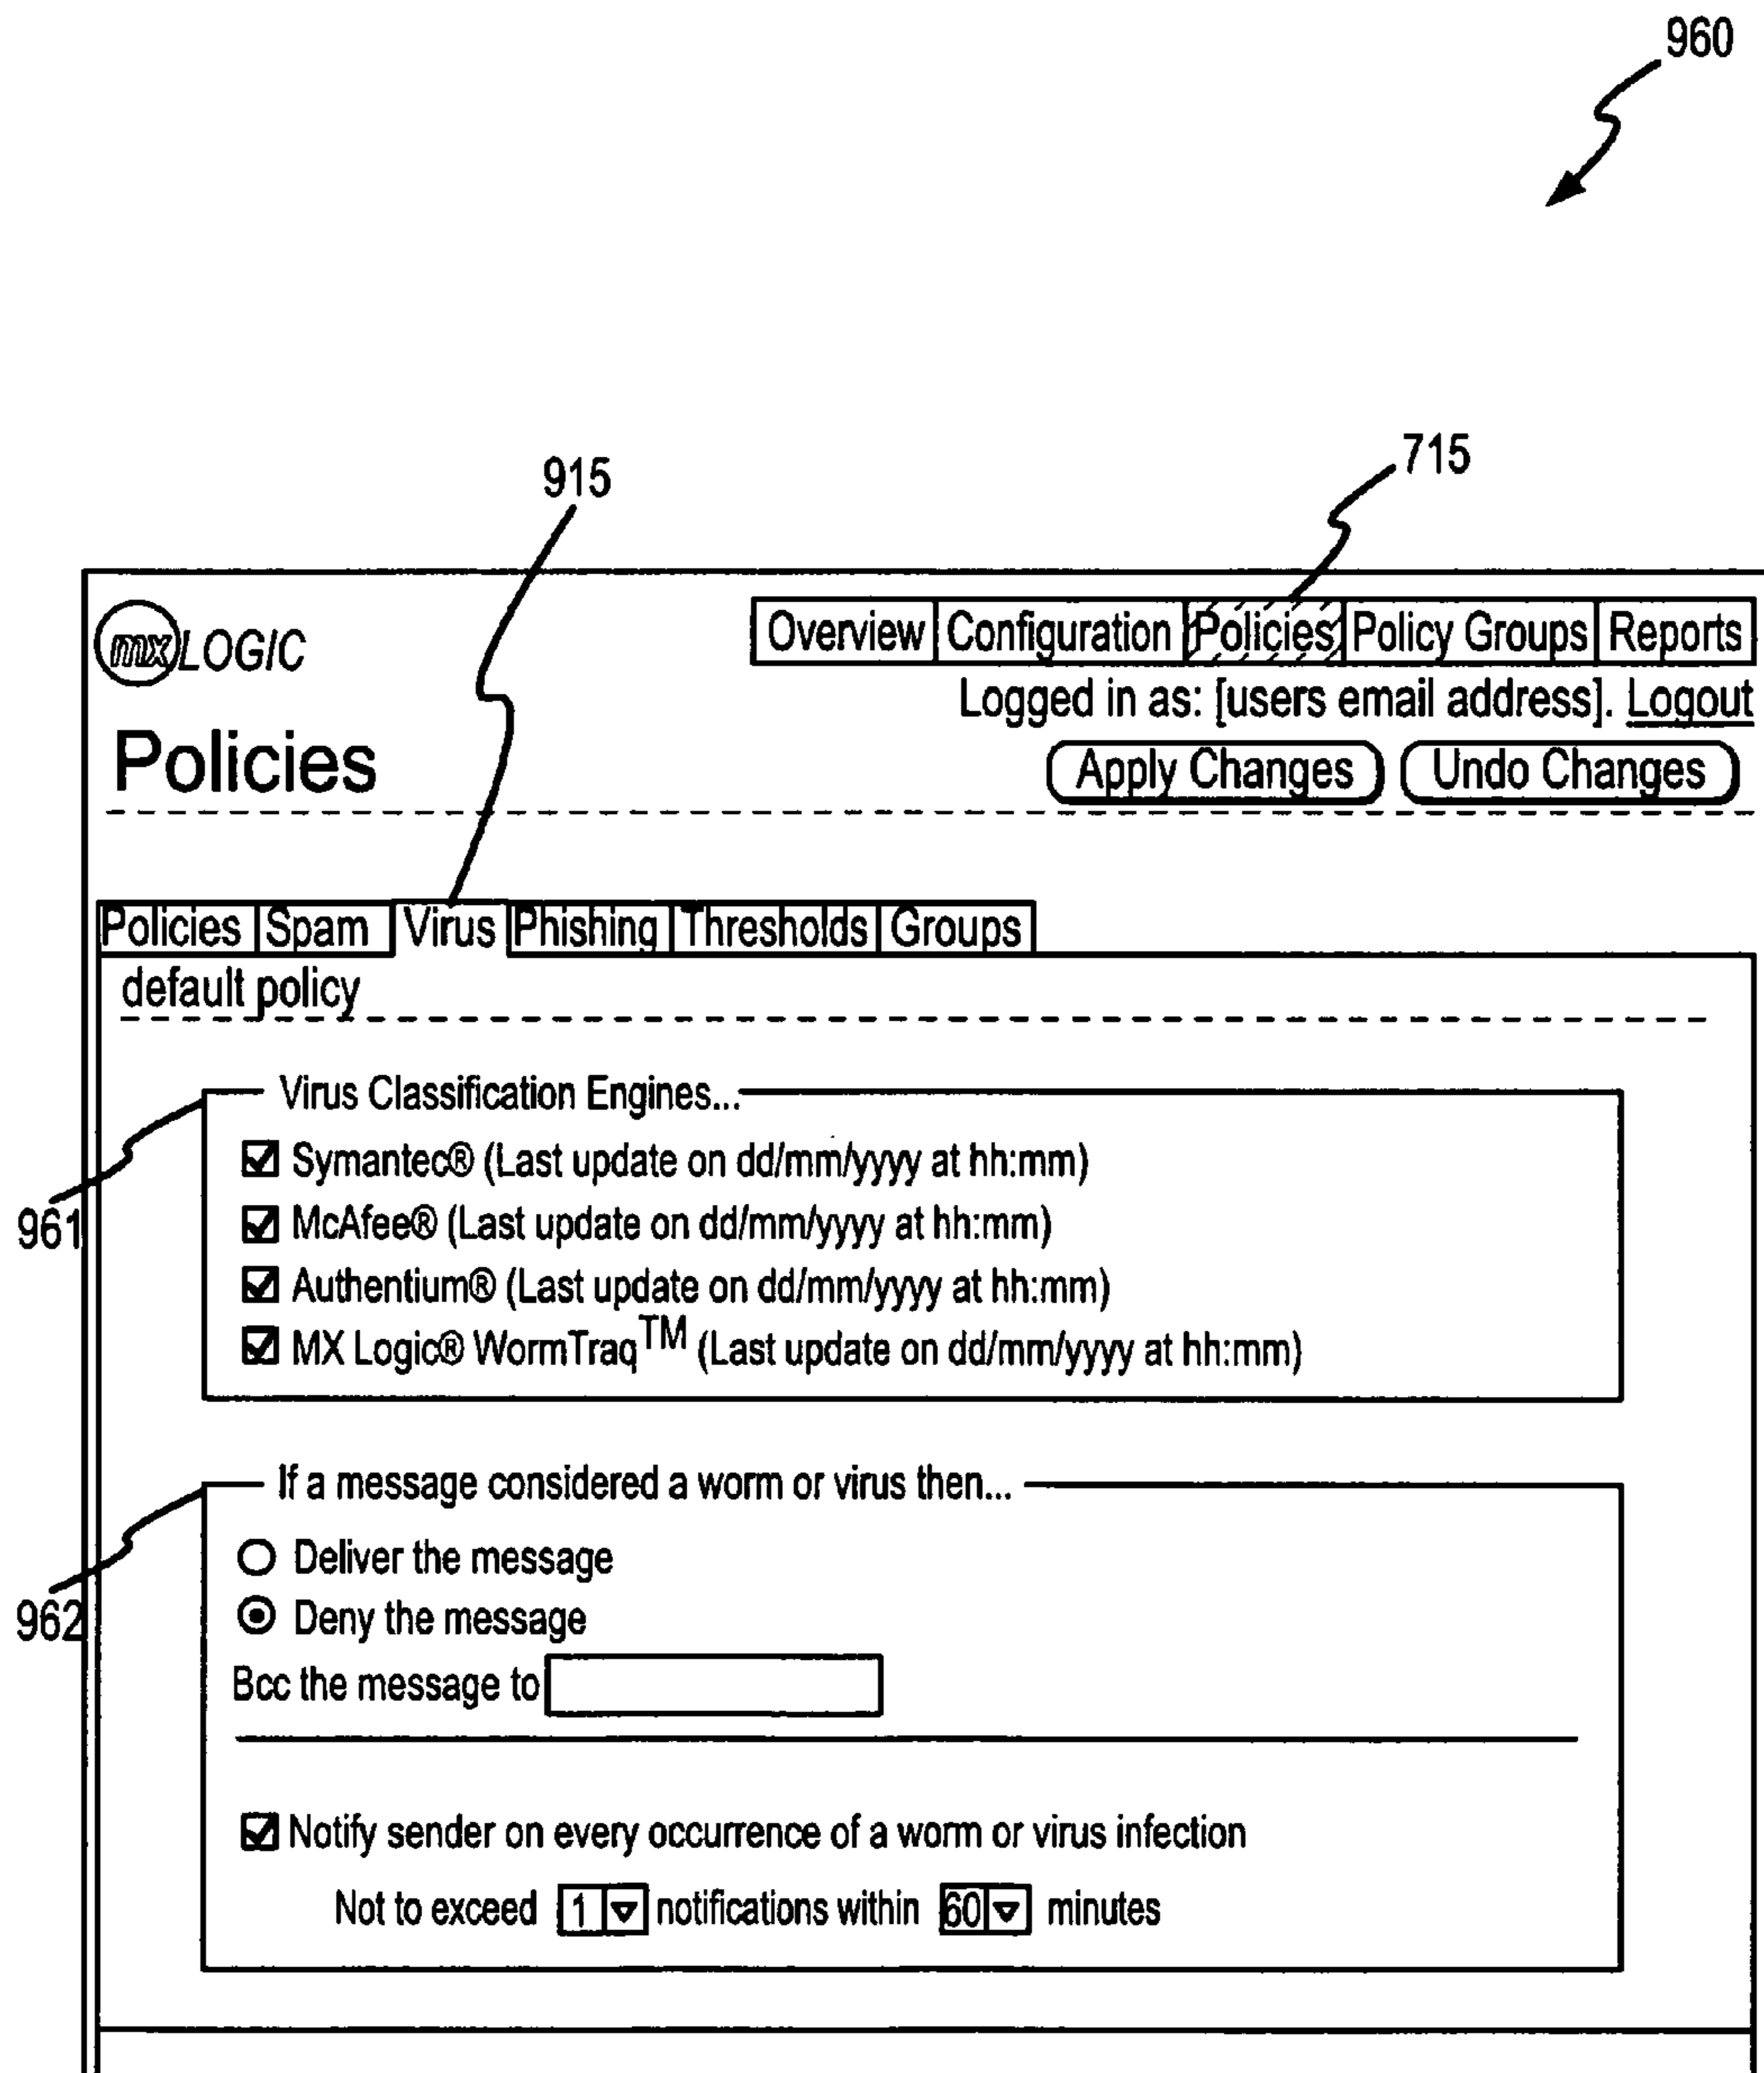 960
915
715
mx LOGIC
Overview Configuration Policies Policy Groups Reports
Logged in as: [users email address]. Logout
Policies
Apply Changes Undo Changes
Policies Spam Virus Phishing Thresholds Groups
default policy
Virus Classification Engines...
Symantec® (Last update on dd/mm/yyyy at hh:mm)
961
McAfee® (Last update on dd/mm/yyyy at hh:mm)
Authentium® (Last update on dd/mm/yyyy at hh:mm)
MX Logic® WormTraq™ (Last update on dd/mm/yyyy at hh:mm)
If a message considered a worm or virus then...
Deliver the message
962
Deny the message
Bcc the message to
Notify sender on every occurrence of a worm or virus infection
Not to exceed 1 notifications within 60 minutes